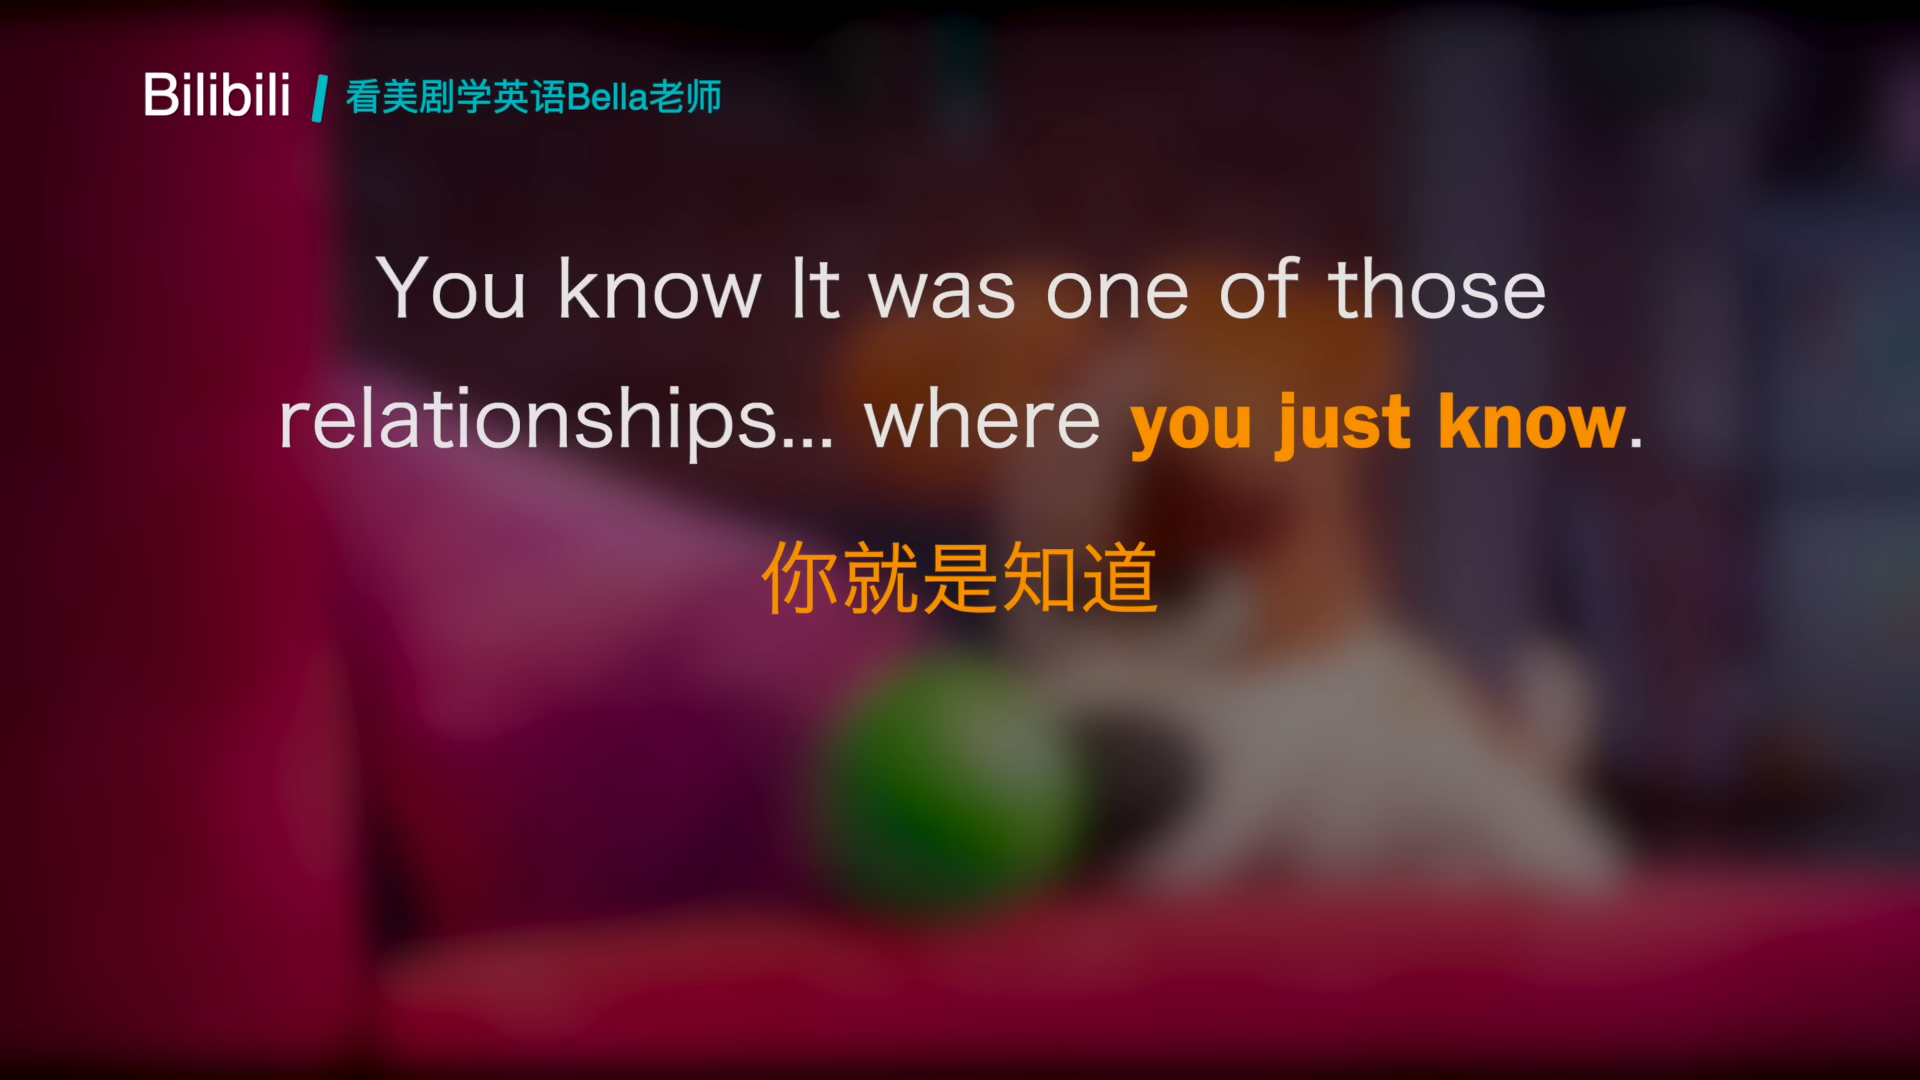 Bilibili / 看美剧学英语Bella老师
You know It was one of those
relationships... where you just know.
你就是知道